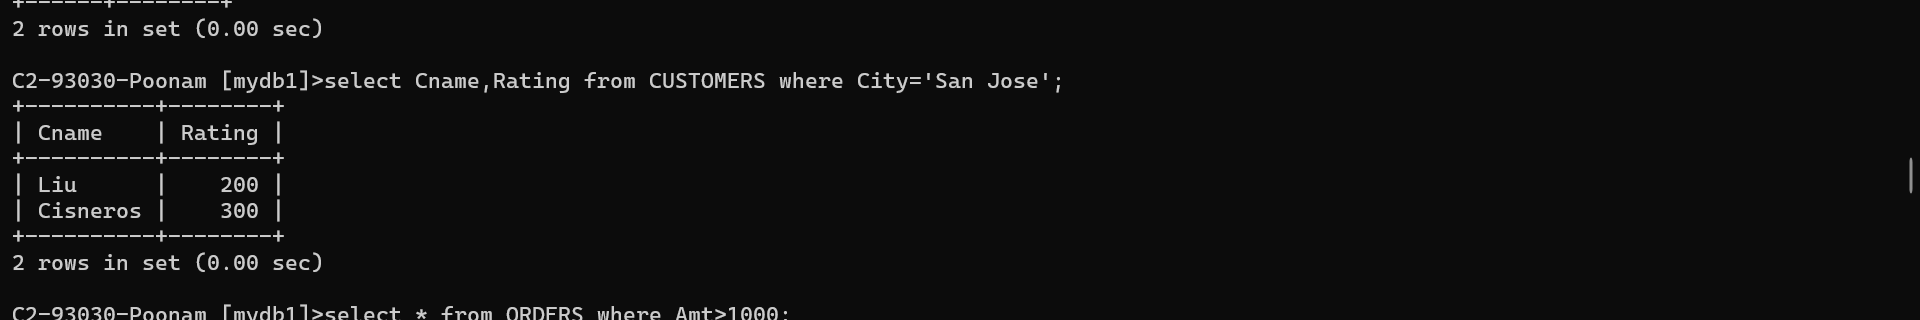 +------+--------+
2 rows in set (0.00 sec)
C2-93030-Poonam [mydb1]>select Cname,Rating from CUSTOMERS where City='San Jose';
+----------+--------+
| Cname    | Rating |
+----------+--------+
| Liu      |    200 |
| Cisneros |    300 |
+----------+--------+
2 rows in set (0.00 sec)
C2-93030-Poonam [mydb1]>select * from ORDERS where Amt>1000;